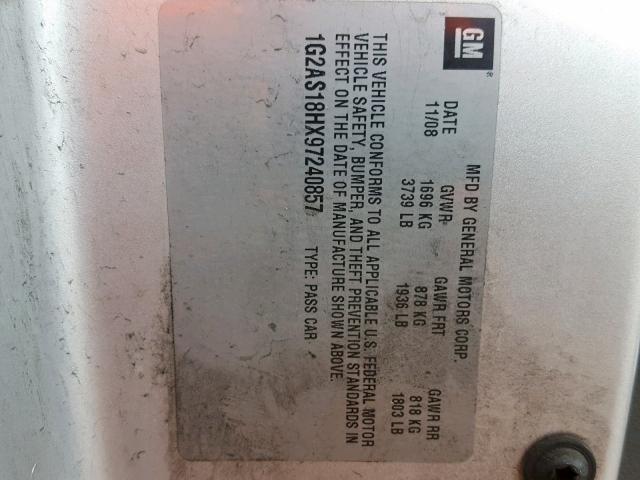 GM®
MFD BY GENERAL MOTORS CORP.
DATE GVWR GAWR FRT GAWR RR
11/08 1696 KG 878 KG 818 KG
3739 LB 1936 LB 1803 LB
THIS VEHICLE CONFORMS TO ALL APPLICABLE U.S. FEDERAL MOTOR
VEHICLE SAFETY, BUMPER, AND THEFT PREVENTION STANDARDS IN
EFFECT ON THE DATE OF MANUFACTURE SHOWN ABOVE.
1G2AS18HX97240857 TYPE: PASS CAR